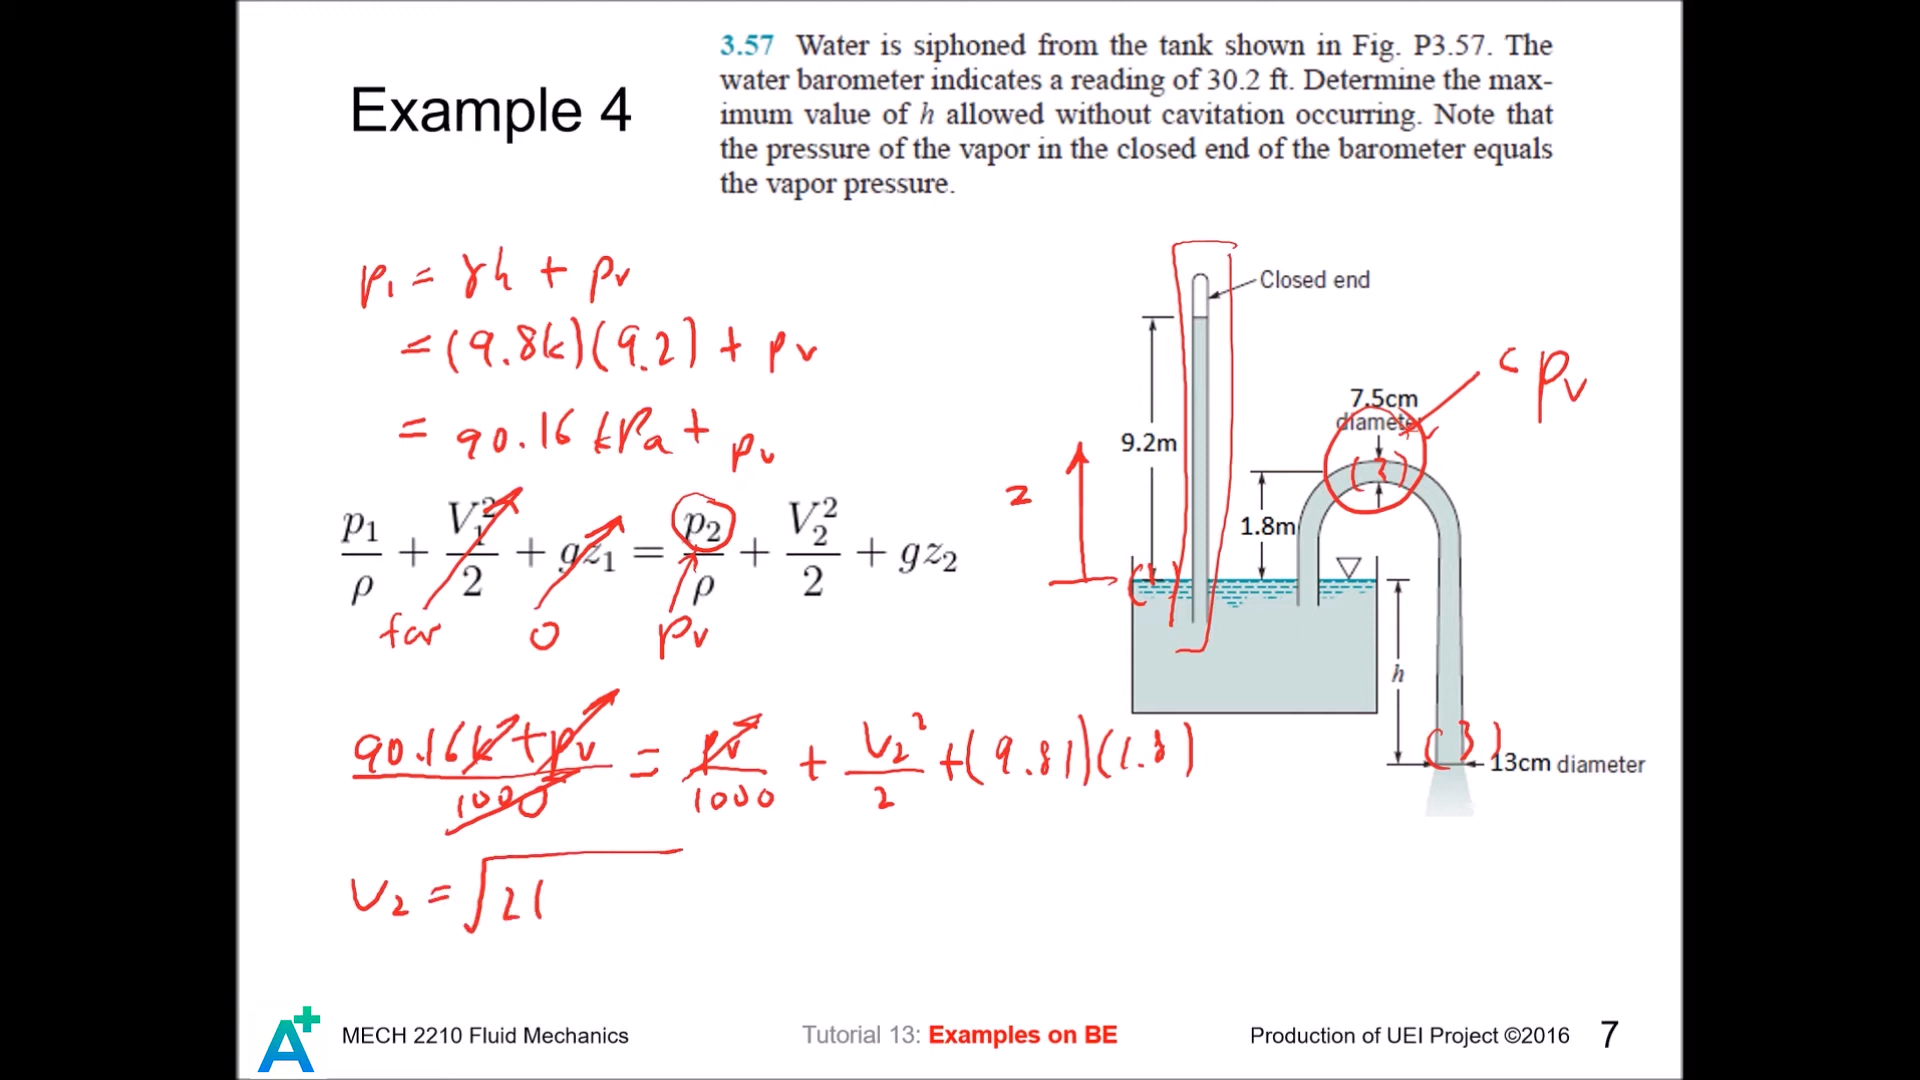 Example 4
3.57 Water is siphoned from the tank shown in Fig. P3.57. The
water barometer indicates a reading of 30.2 ft. Determine the max-
imum value of h allowed without cavitation occurring. Note that
the pressure of the vapor in the closed end of the barometer equals
the vapor pressure.
p₁ = γh + pᵥ
= (9.8k)(9.2) + pᵥ
= 90.16 kPa + pᵥ
p₁/ρ + V₁²/2 + gz₁ = p₂/ρ + V₂²/2 + gz₂
far 0 pᵥ
(90.16k + pᵥ)/1000 = pᵥ/1000 + V₂²/2 + (9.81)(1.8)
V₂ = √2(
Closed end
9.2m
7.5cm
diameter
pᵥ
(3)
z
1.8m
(1)
h
(3)
13cm diameter
A+
MECH 2210 Fluid Mechanics
Tutorial 13: Examples on BE
Production of UEI Project ©2016 7